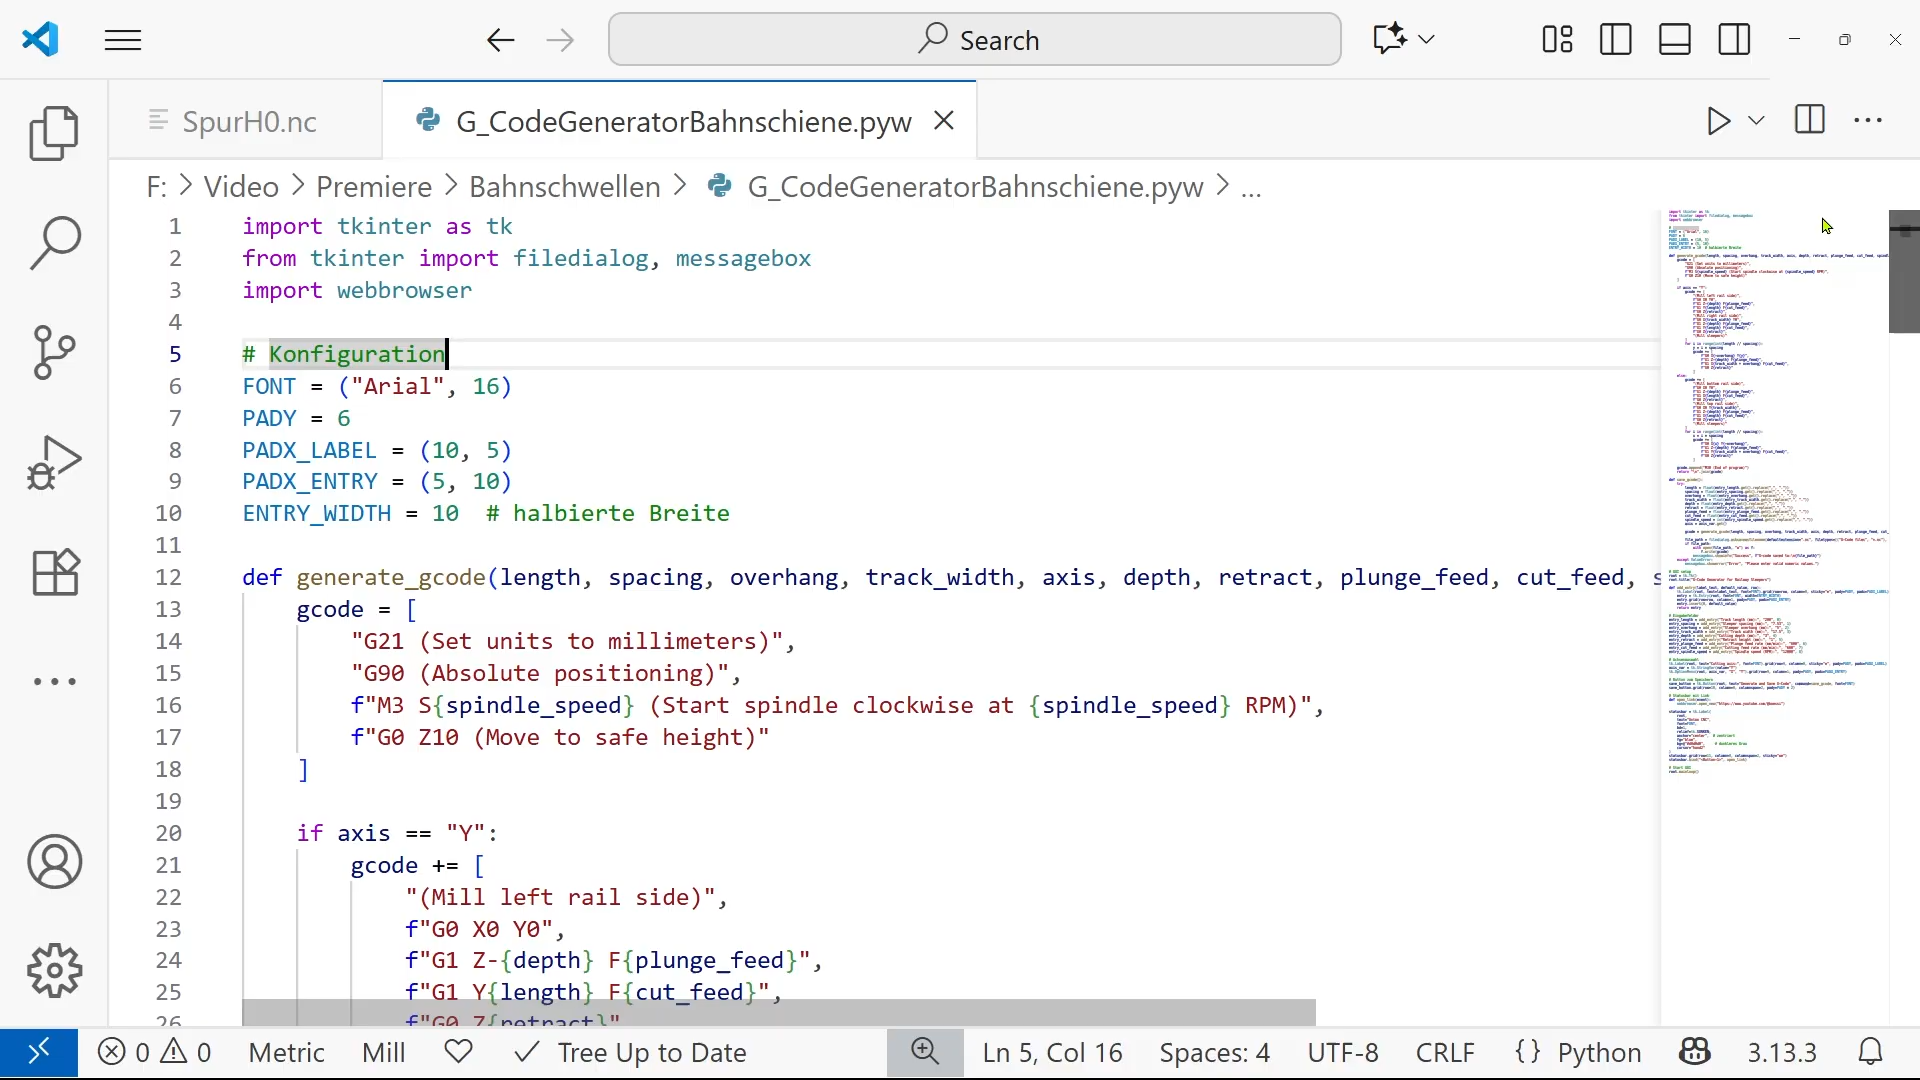 Search
SpurH0.nc
G_CodeGeneratorBahnschiene.pyw
F: > Video > Premiere > Bahnschwellen > G_CodeGeneratorBahnschiene.pyw > ...
1 import tkinter as tk
2 from tkinter import filedialog, messagebox
3 import webbrowser
4
5 # Konfiguration
6 FONT = ("Arial", 16)
7 PADY = 6
8 PADX_LABEL = (10, 5)
9 PADX_ENTRY = (5, 10)
10 ENTRY_WIDTH = 10  # halbierte Breite
11
12 def generate_gcode(length, spacing, overhang, track_width, axis, depth, retract, plunge_feed, cut_feed,
13     gcode = [
14         "G21 (Set units to millimeters)",
15         "G90 (Absolute positioning)",
16         f"M3 S{spindle_speed} (Start spindle clockwise at {spindle_speed} RPM)",
17         f"G0 Z10 (Move to safe height)"
18     ]
19
20     if axis == "Y":
21         gcode += [
22             "(Mill left rail side)",
23             f"G0 X0 Y0",
24             f"G1 Z-{depth} F{plunge_feed}",
25             f"G1 Y{length} F{cut_feed}",
26             f"G0 Z{retract}"
0 0 Metric Mill Tree Up to Date Ln 5, Col 16 Spaces: 4 UTF-8 CRLF {} Python 3.13.3